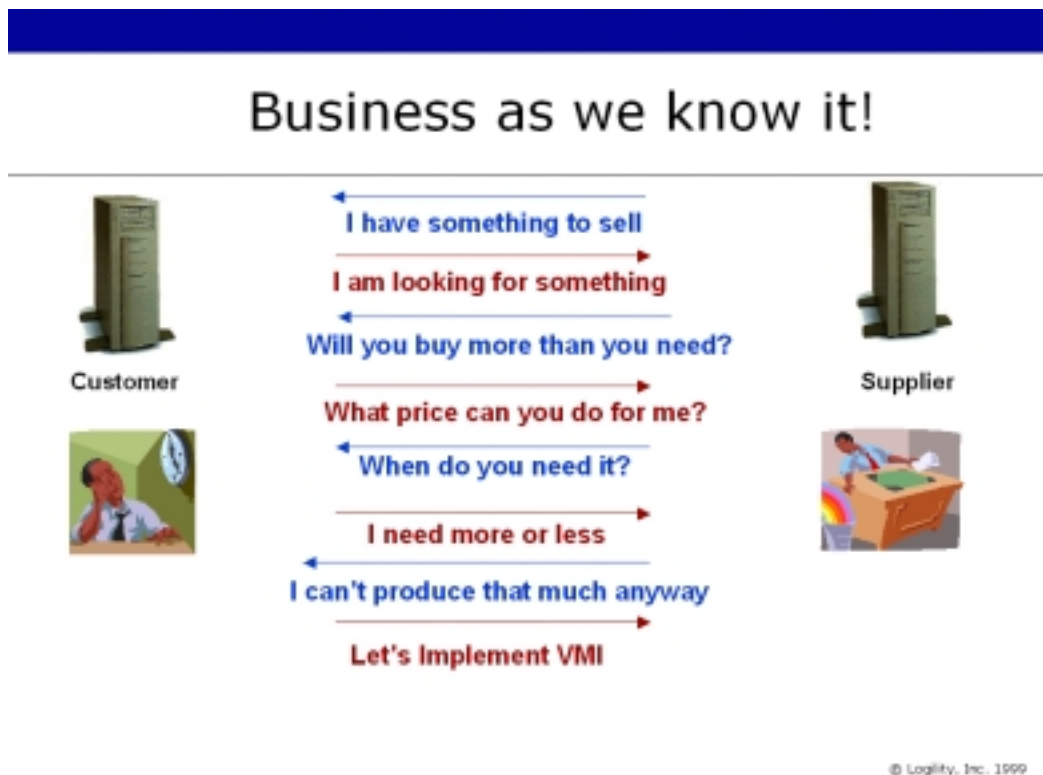 Business as we know it!
I have something to sell
I am looking for something
Will you buy more than you need?
Customer
Supplier
What price can you do for me?
When do you need it?
I need more or less
I can't produce that much anyway
Let's Implement VMI
© Logility, Inc. 1999